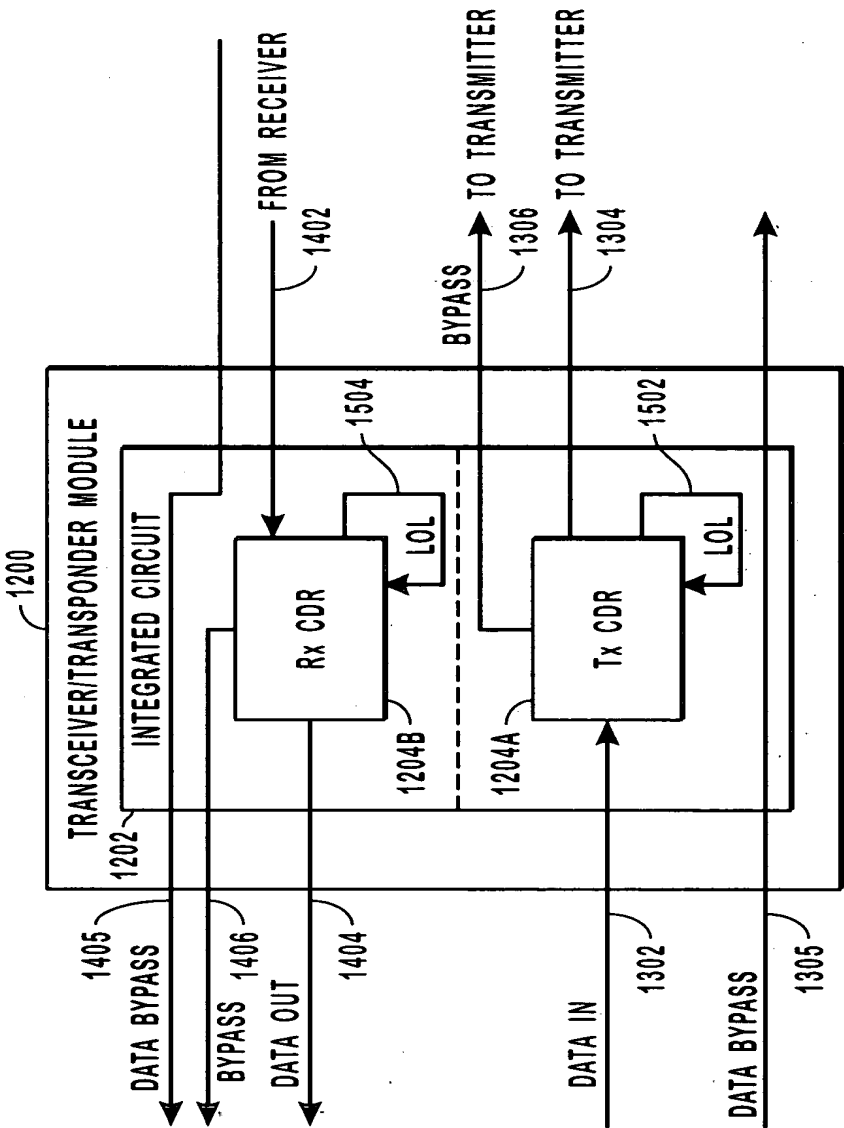 1200
TRANSCEIVER/TRANSPONDER MODULE
1202
INTEGRATED CIRCUIT
1405
DATA BYPASS
1406
BYPASS
1404
DATA OUT
Rx CDR
1204B
LOL
1504
FROM RECEIVER
1402
BYPASS
TO TRANSMITTER
1306
TO TRANSMITTER
1304
Tx CDR
1204A
LOL
1502
DATA IN
1302
DATA BYPASS
1305